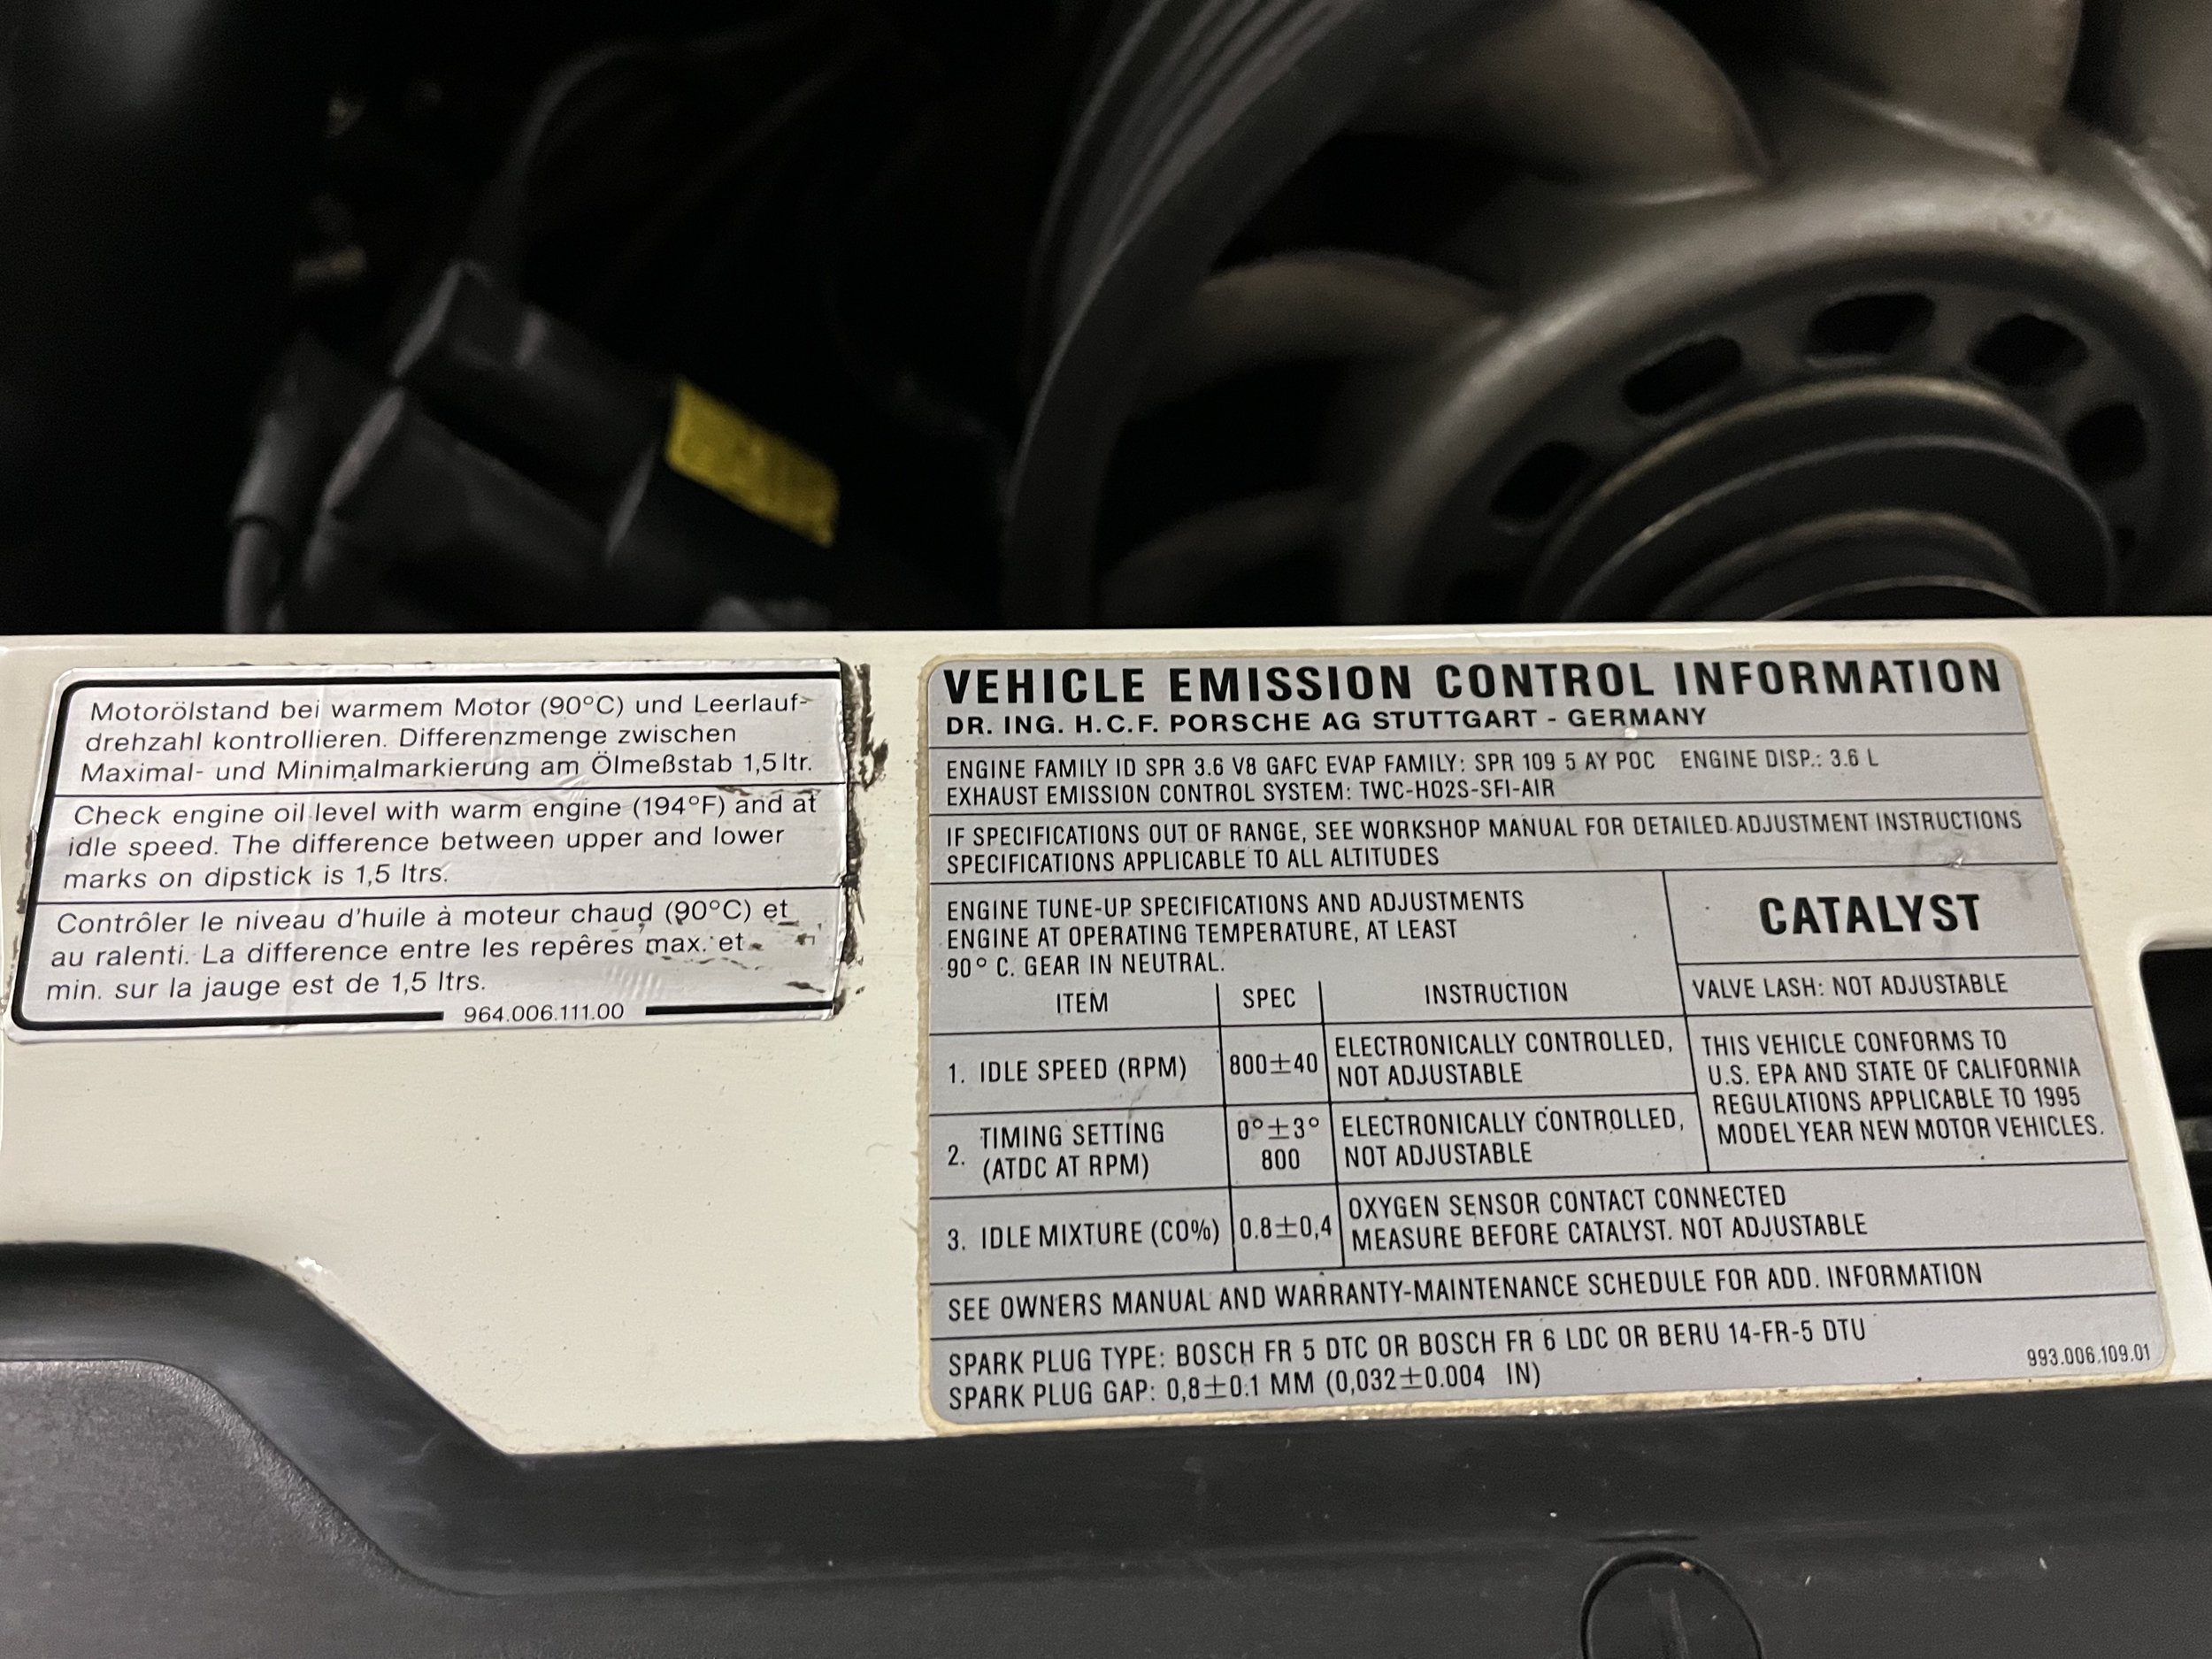 Motorölstand bei warmem Motor (90°C) und Leerlauf-
drehzahl kontrollieren. Differenzmenge zwischen
Maximal- und Minimalmarkierung am Ölmeßstab 1,5 ltr.
Check engine oil level with warm engine (194°F) and at
idle speed. The difference between upper and lower
marks on dipstick is 1,5 ltrs.
Contrôler le niveau d'huile à moteur chaud (90°C) et
au ralenti. La difference entre les repêres max. et
min. sur la jauge est de 1,5 ltrs.
964.006.111.00
VEHICLE EMISSION CONTROL INFORMATION
DR. ING. H.C.F. PORSCHE AG STUTTGART - GERMANY
ENGINE FAMILY ID SPR 3.6 V8 GAFC EVAP FAMILY: SPR 109 5 AY POC ENGINE DISP.: 3.6 L
EXHAUST EMISSION CONTROL SYSTEM: TWC-HO2S-SFI-AIR
IF SPECIFICATIONS OUT OF RANGE, SEE WORKSHOP MANUAL FOR DETAILED ADJUSTMENT INSTRUCTIONS
SPECIFICATIONS APPLICABLE TO ALL ALTITUDES
ENGINE TUNE-UP SPECIFICATIONS AND ADJUSTMENTS
ENGINE AT OPERATING TEMPERATURE, AT LEAST
90° C. GEAR IN NEUTRAL.
CATALYST
VALVE LASH: NOT ADJUSTABLE
ITEM SPEC INSTRUCTION
1. IDLE SPEED (RPM) 800±40 ELECTRONICALLY CONTROLLED,
NOT ADJUSTABLE
2. TIMING SETTING
(ATDC AT RPM)
0°±3°
800
ELECTRONICALLY CONTROLLED,
NOT ADJUSTABLE
THIS VEHICLE CONFORMS TO
U.S. EPA AND STATE OF CALIFORNIA
REGULATIONS APPLICABLE TO 1995
MODEL YEAR NEW MOTOR VEHICLES.
3. IDLE MIXTURE (CO%) 0.8±0,4 OXYGEN SENSOR CONTACT CONNECTED
MEASURE BEFORE CATALYST. NOT ADJUSTABLE
SEE OWNERS MANUAL AND WARRANTY-MAINTENANCE SCHEDULE FOR ADD. INFORMATION
SPARK PLUG TYPE: BOSCH FR 5 DTC OR BOSCH FR 6 LDC OR BERU 14-FR-5 DTU
SPARK PLUG GAP: 0,8±0.1 MM (0,032±0.004 IN)
993.006.109.01